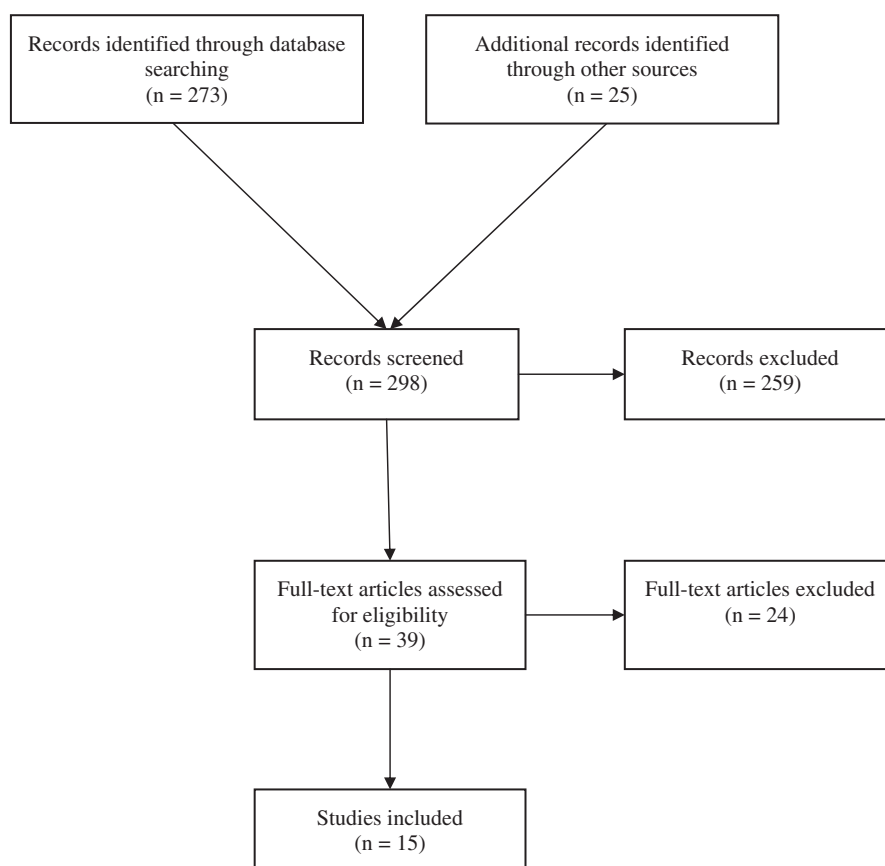 Records identified through database
searching
(n = 273)
Additional records identified
through other sources
(n = 25)
Records screened
(n = 298)
Records excluded
(n = 259)
Full-text articles assessed
for eligibility
(n = 39)
Full-text articles excluded
(n = 24)
Studies included
(n = 15)